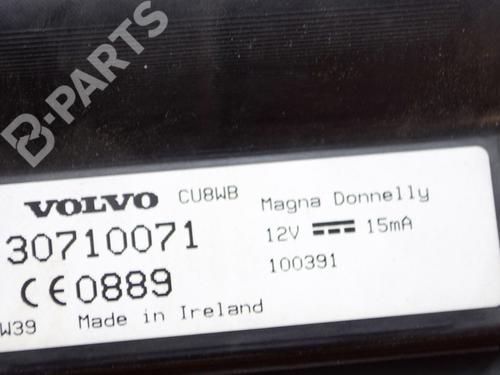 B-PARTS
VOLVO CU8WB Magna Donnelly
30710071 12V 15mA
CE0889 100391
W39 Made in Ireland